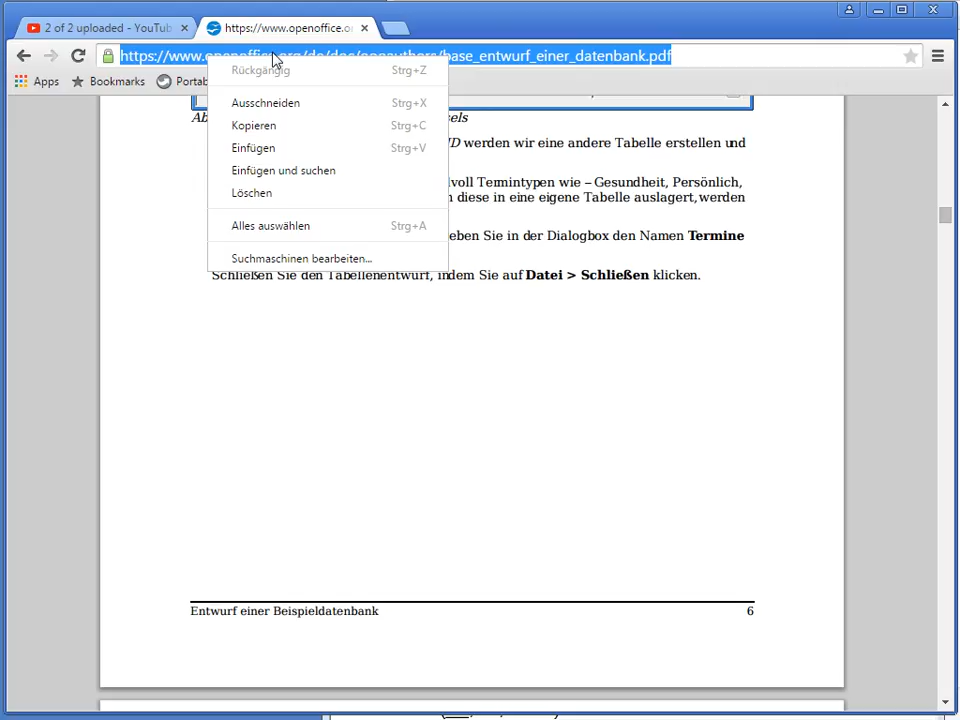 2 of 2 uploaded - YouTub
https://www.openoffice.or
https://www.openoffice.org/de/doc/oooauthors/base_entwurf_einer_datenbank.pdf
Apps Bookmarks Portab
Rückgängig Strg+Z
Ausschneiden Strg+X
Kopieren Strg+C
Einfügen Strg+V
Einfügen und suchen
Löschen
Alles auswählen Strg+A
Suchmaschinen bearbeiten...
Ab sels
ID werden wir eine andere Tabelle erstellen und
lvoll Termintypen wie – Gesundheit, Persönlich,
n diese in eine eigene Tabelle auslagert, werden
eben Sie in der Dialogbox den Namen Termine
Schließen Sie den Tabellenentwurf, indem Sie auf Datei > Schließen klicken.
Entwurf einer Beispieldatenbank 6